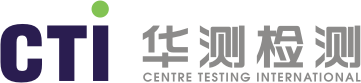 CTi 华测检测
CENTRE TESTING INTERNATIONAL